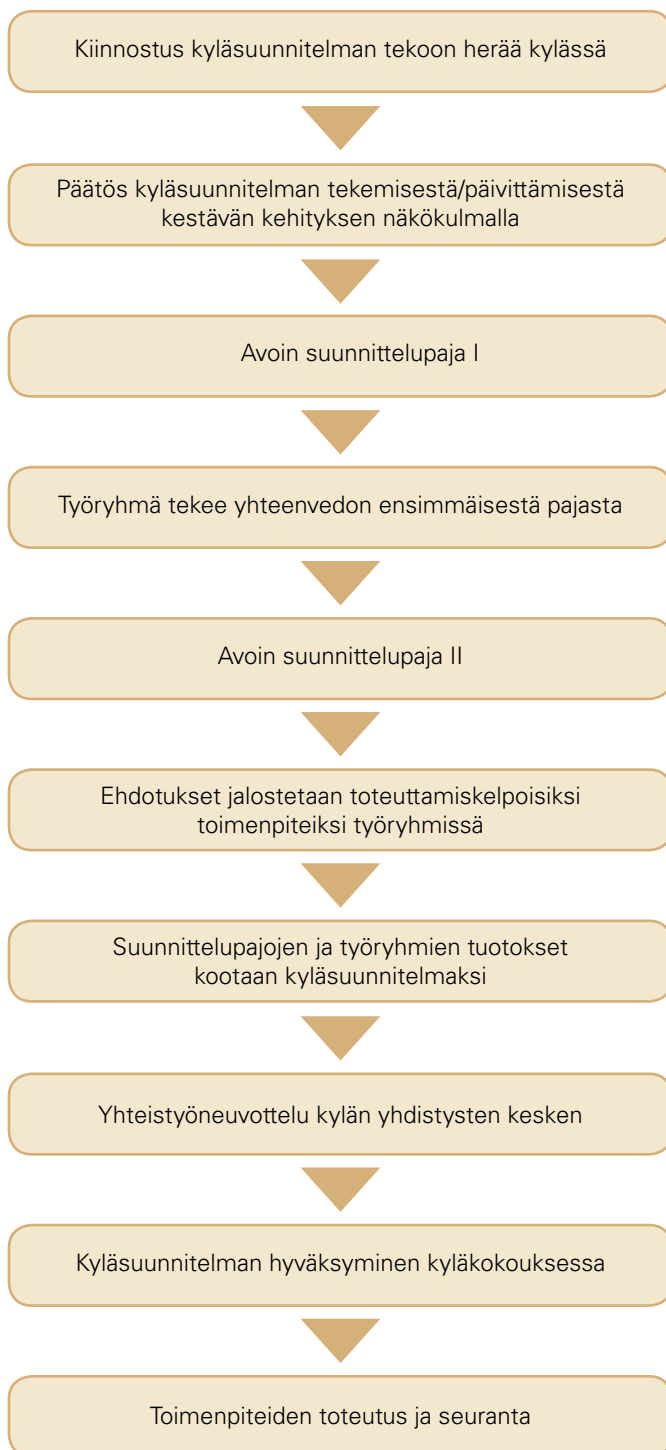 Kiinnostus kyläsuunnitelman tekoon herää kylässä
Päätös kyläsuunnitelman tekemisestä/päivittämisestä
kestävän kehityksen näkökulmalla
Avoin suunnittelupaja I
Työryhmä tekee yhteenvedon ensimmäisestä pajasta
Avoin suunnittelupaja II
Ehdotukset jalostetaan toteuttamiskelpoisiksi
toimenpiteiksi työryhmissä
Suunnittelupajojen ja työryhmien tuotokset
kootaan kyläsuunnitelmaksi
Yhteistyöneuvottelu kylän yhdistysten kesken
Kyläsuunnitelman hyväksyminen kyläkokouksessa
Toimenpiteiden toteutus ja seuranta